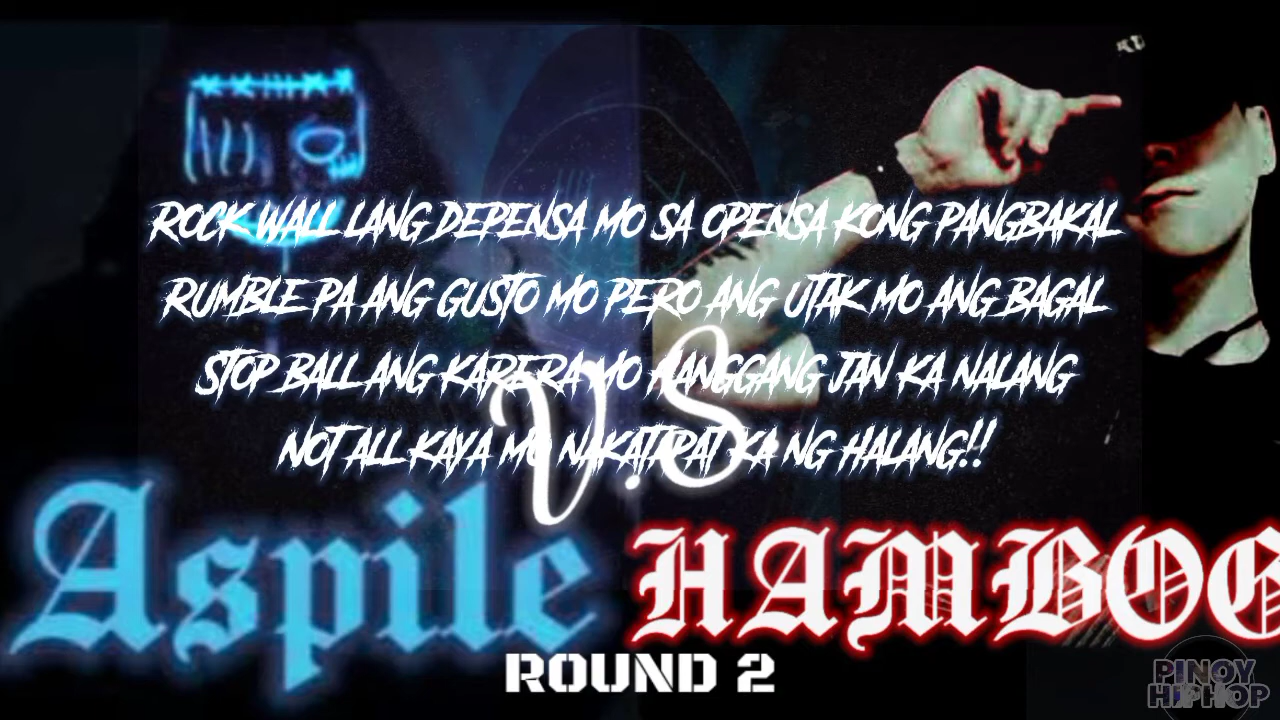 ROCK WALL LANG DEPENSA MO SA OPENSA KONG PANGBAKAL
RUMBLE PA ANG GUSTO MO PERO ANG UTAK MO ANG BAGAL
STOP BALL ANG KARERA MO HANGGANG JAN KA NALANG
NOT ALL KAYA MO NAKATAPAT KA NG HALANG!!
V.S
Aspile HAMBOG
ROUND 2
PINOY
HIPHOP